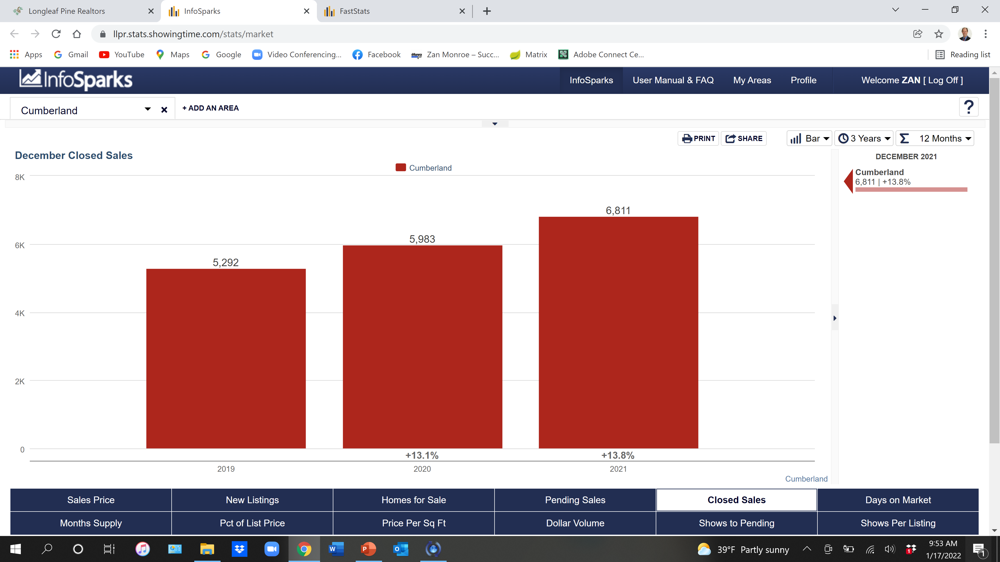 Longleaf Pine Realtors
InfoSparks
FastStats
llpr.stats.showingtime.com/stats/market
Apps Gmail YouTube Maps Google Video Conferencing... Facebook Monroe Zan Monroe – Succ... Matrix Adobe Connect Ce... Reading list
InfoSparks InfoSparks User Manual & FAQ My Areas Profile Welcome ZAN [ Log Off ]
Cumberland + ADD AN AREA ?
PRINT SHARE Bar 3 Years Σ 12 Months
December Closed Sales
DECEMBER 2021
Cumberland
Cumberland
6,811 | +13.8%
8K
6,811
5,983
6K
5,292
4K
2K
0
+13.1% +13.8%
2019 2020 2021
Cumberland
Sales Price New Listings Homes for Sale Pending Sales Closed Sales Days on Market
Months Supply Pct of List Price Price Per Sq Ft Dollar Volume Shows to Pending Shows Per Listing
W P O 39°F Partly sunny 1 9:53 AM 1
1/17/2022